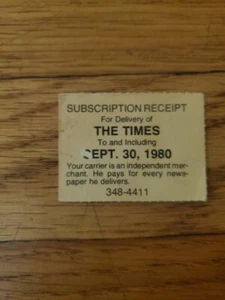 SUBSCRIPTION RECEIPT
For Delivery of
THE TIMES
To and Including
SEPT. 30, 1980
Your carrier is an independent mer-
chant. He pays for every news-
paper he delivers.
348-4411